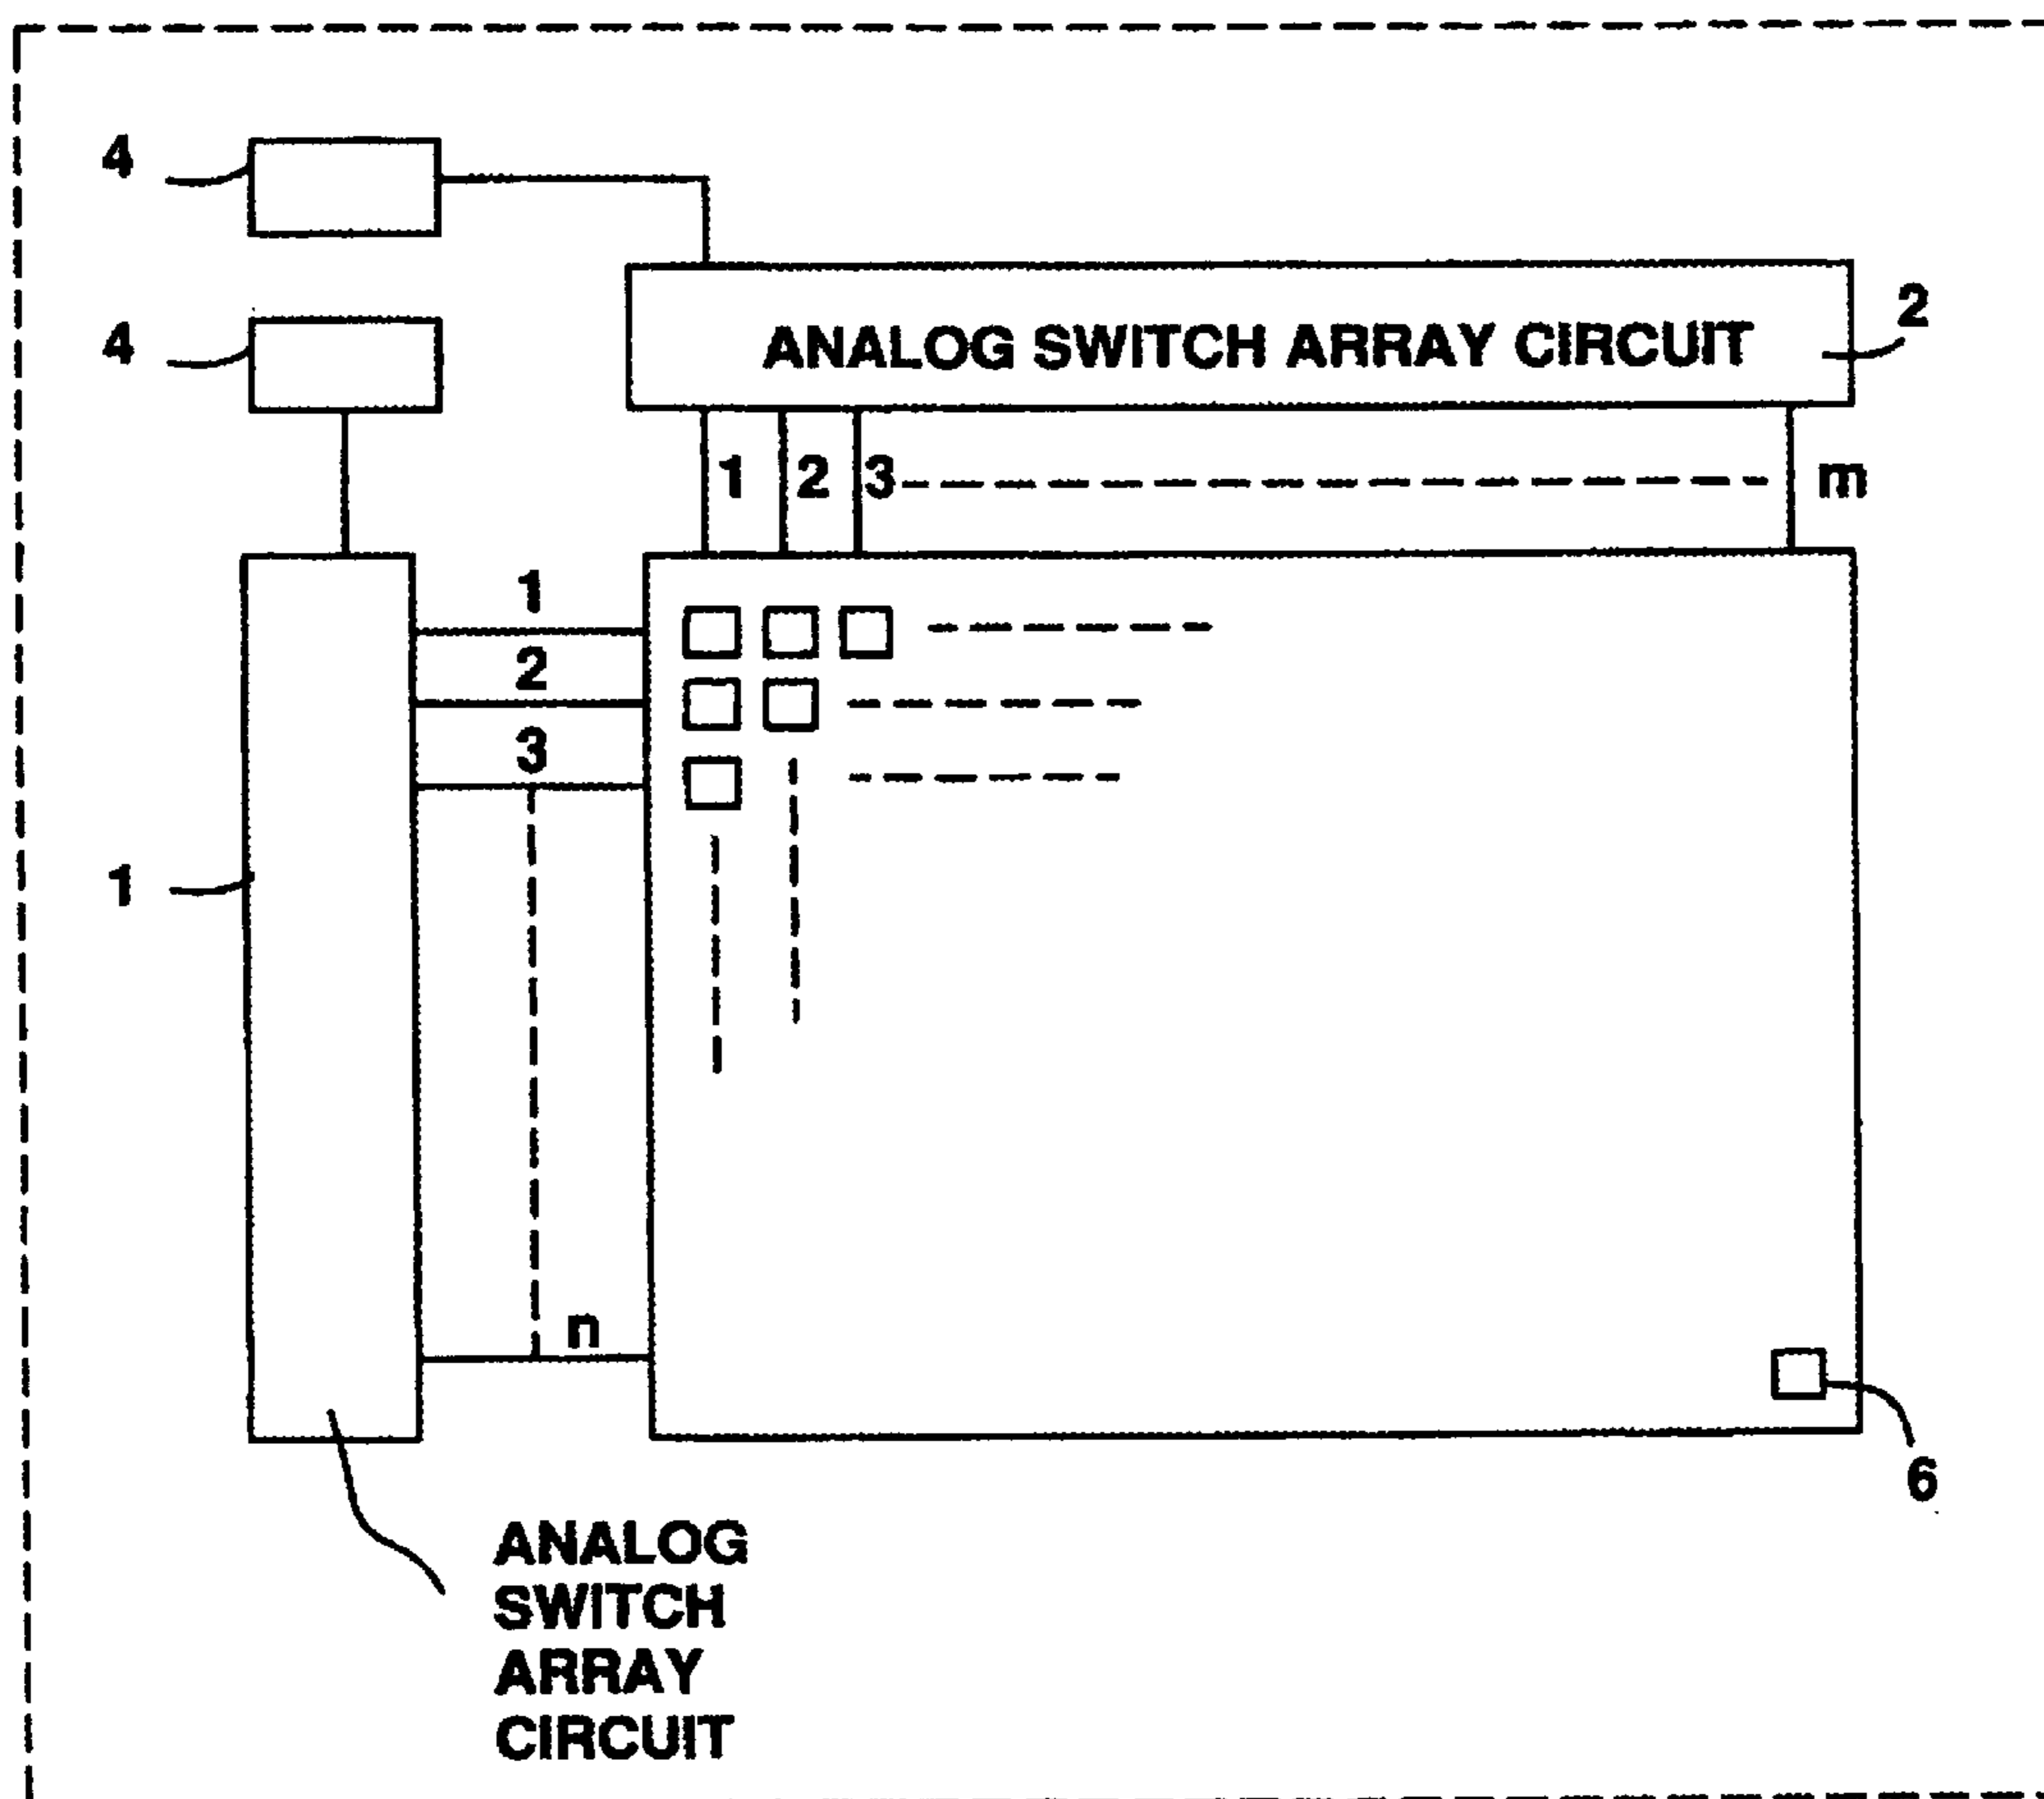 4
4
ANALOG SWITCH ARRAY CIRCUIT
2
1 2 3 m
1
2
3
1
n
6
ANALOG
SWITCH
ARRAY
CIRCUIT